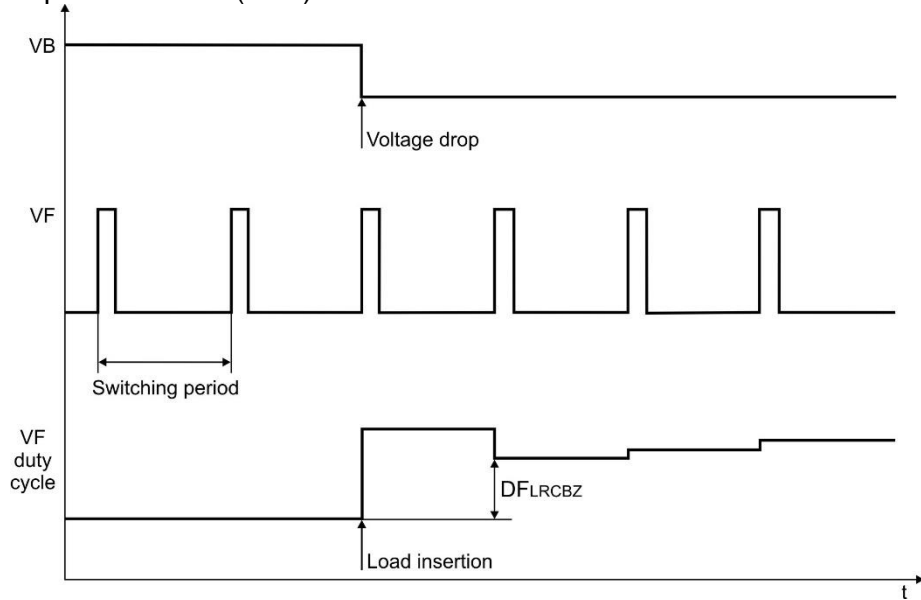 VB
Voltage drop
VF
Switching period
VF
duty
cycle
DFLRCBZ
Load insertion
t